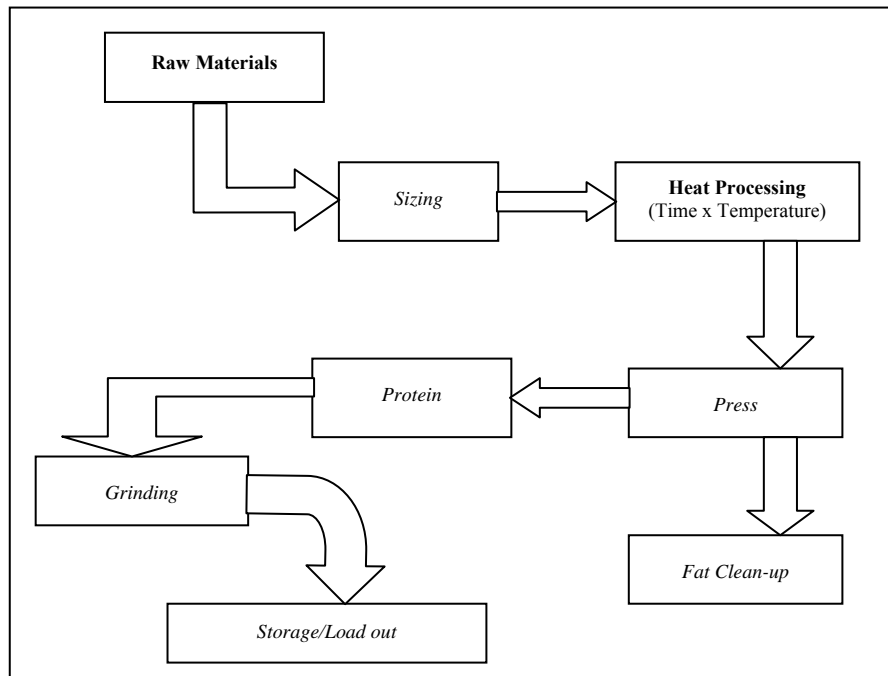 Raw Materials
Sizing
Heat Processing
(Time x Temperature)
Protein
Press
Grinding
Fat Clean-up
Storage/Load out